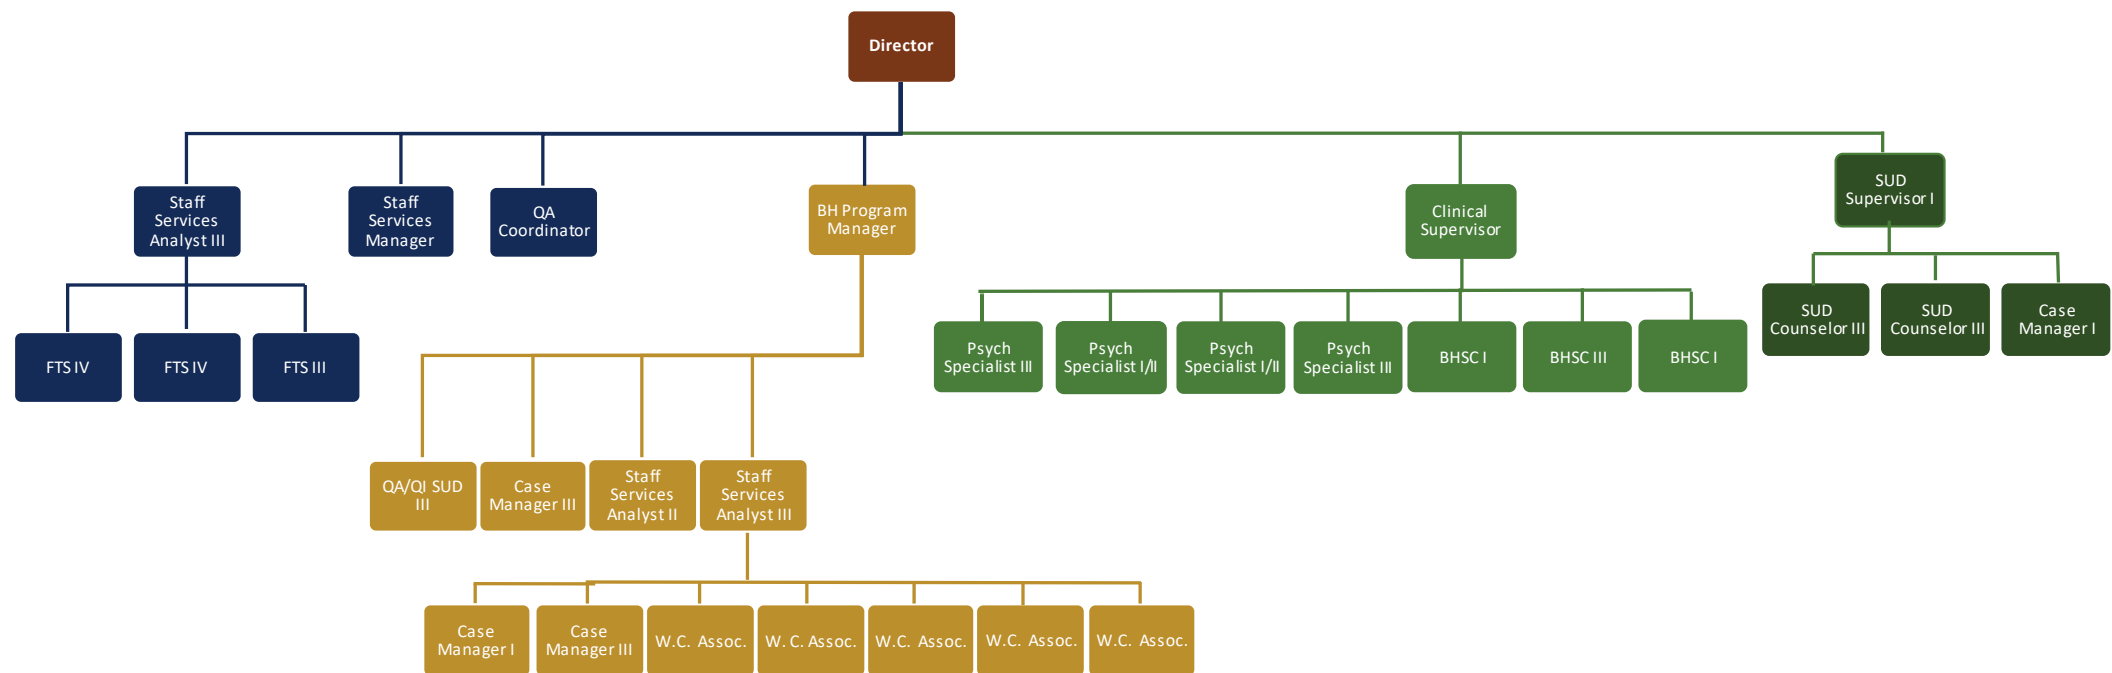 Director
Staff
Services
Analyst III
Staff
Services
Manager
QA
Coordinator
BH Program
Manager
Clinical
Supervisor
SUD
Supervisor I
FTS IV
FTS IV
FTS III
Psych
Specialist III
Psych
Specialist I/II
Psych
Specialist I/II
Psych
Specialist III
BHSC I
BHSC III
BHSC I
SUD
Counselor III
SUD
Counselor III
Case
Manager I
QA/QI SUD
III
Case
Manager III
Staff
Services
Analyst II
Staff
Services
Analyst III
Case
Manager I
Case
Manager III
W.C. Assoc.
W. C. Assoc.
W.C. Assoc.
W.C. Assoc.
W.C. Assoc.